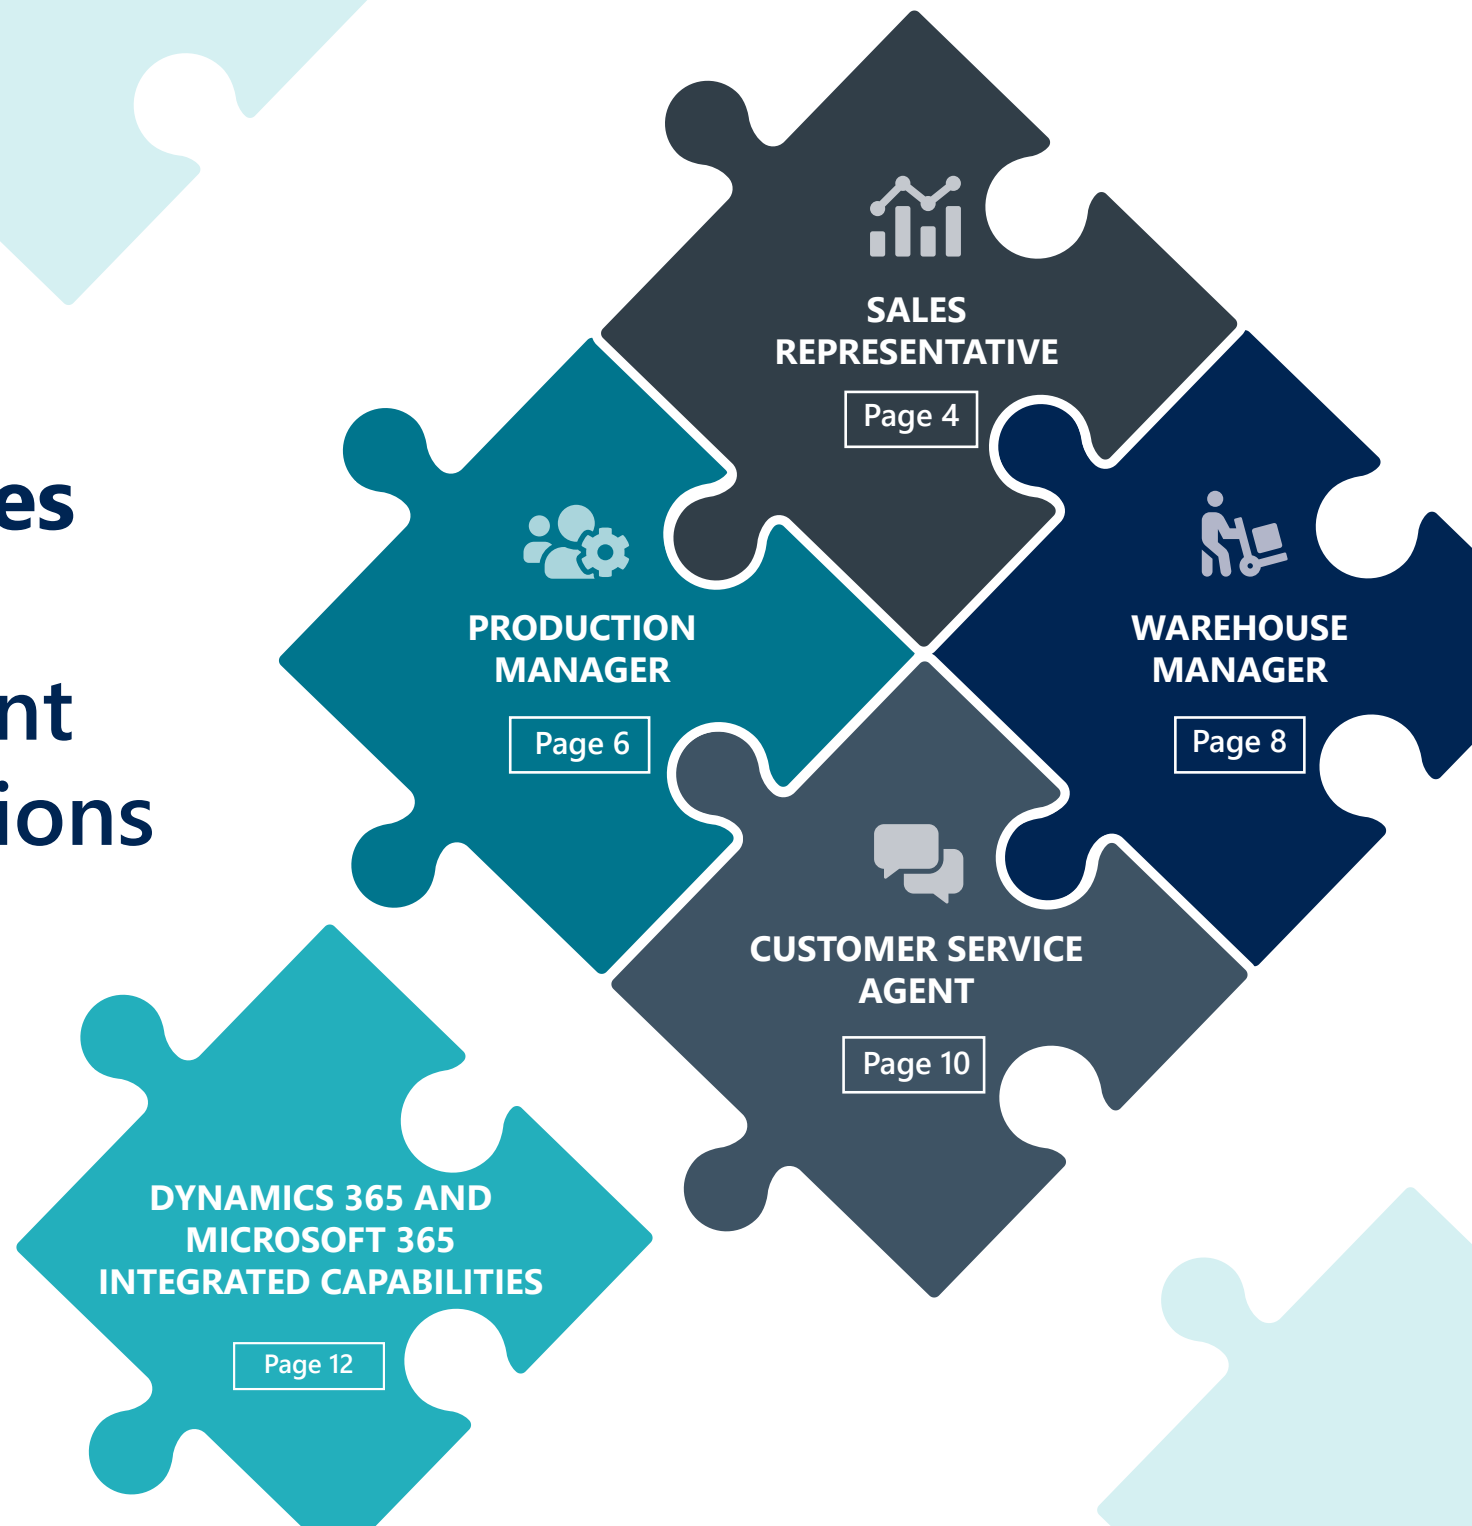 es
nt
ions
SALES
REPRESENTATIVE
Page 4
PRODUCTION
MANAGER
Page 6
WAREHOUSE
MANAGER
Page 8
CUSTOMER SERVICE
AGENT
Page 10
DYNAMICS 365 AND
MICROSOFT 365
INTEGRATED CAPABILITIES
Page 12